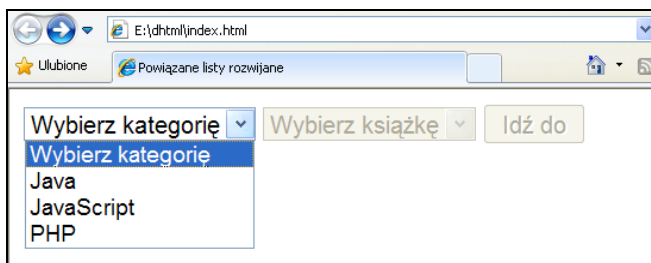 E:\dhtml\index.html
Ulubione Powiązane listy rozwijane
Wybierz kategorię Wybierz książkę Idź do
Wybierz kategorię
Java
JavaScript
PHP